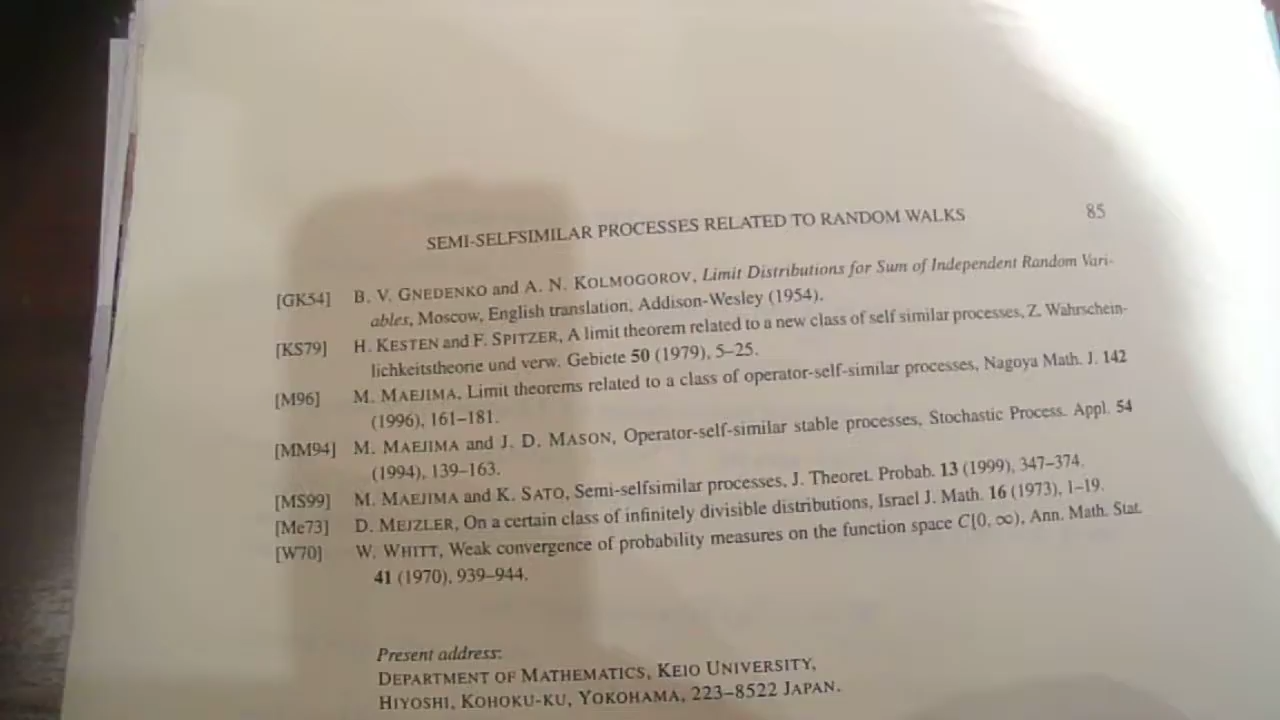 SEMI-SELFSIMILAR PROCESSES RELATED TO RANDOM WALKS 85
[GK54] B. V. GNEDENKO and A. N. KOLMOGOROV, Limit Distributions for Sum of Independent Random Vari-
ables, Moscow, English translation, Addison-Wesley (1954).
[KS79] H. KESTEN and F. SPITZER, A limit theorem related to a new class of self similar processes, Z. Wahrschein-
lichkeitstheorie und verw. Gebiete 50 (1979), 5–25.
[M96] M. MAEJIMA, Limit theorems related to a class of operator-self-similar processes, Nagoya Math. J. 142
(1996), 161–181.
[MM94] M. MAEJIMA and J. D. MASON, Operator-self-similar stable processes, Stochastic Process. Appl. 54
(1994), 139–163.
[MS99] M. MAEJIMA and K. SATO, Semi-selfsimilar processes, J. Theoret. Probab. 13 (1999), 347–374.
[Me73] D. MEJZLER, On a certain class of infinitely divisible distributions, Israel J. Math. 16 (1973), 1–19.
[W70] W. WHITT, Weak convergence of probability measures on the function space C[0, ∞), Ann. Math. Stat.
41 (1970), 939–944.
Present address:
DEPARTMENT OF MATHEMATICS, KEIO UNIVERSITY,
HIYOSHI, KOHOKU-KU, YOKOHAMA, 223–8522 JAPAN.